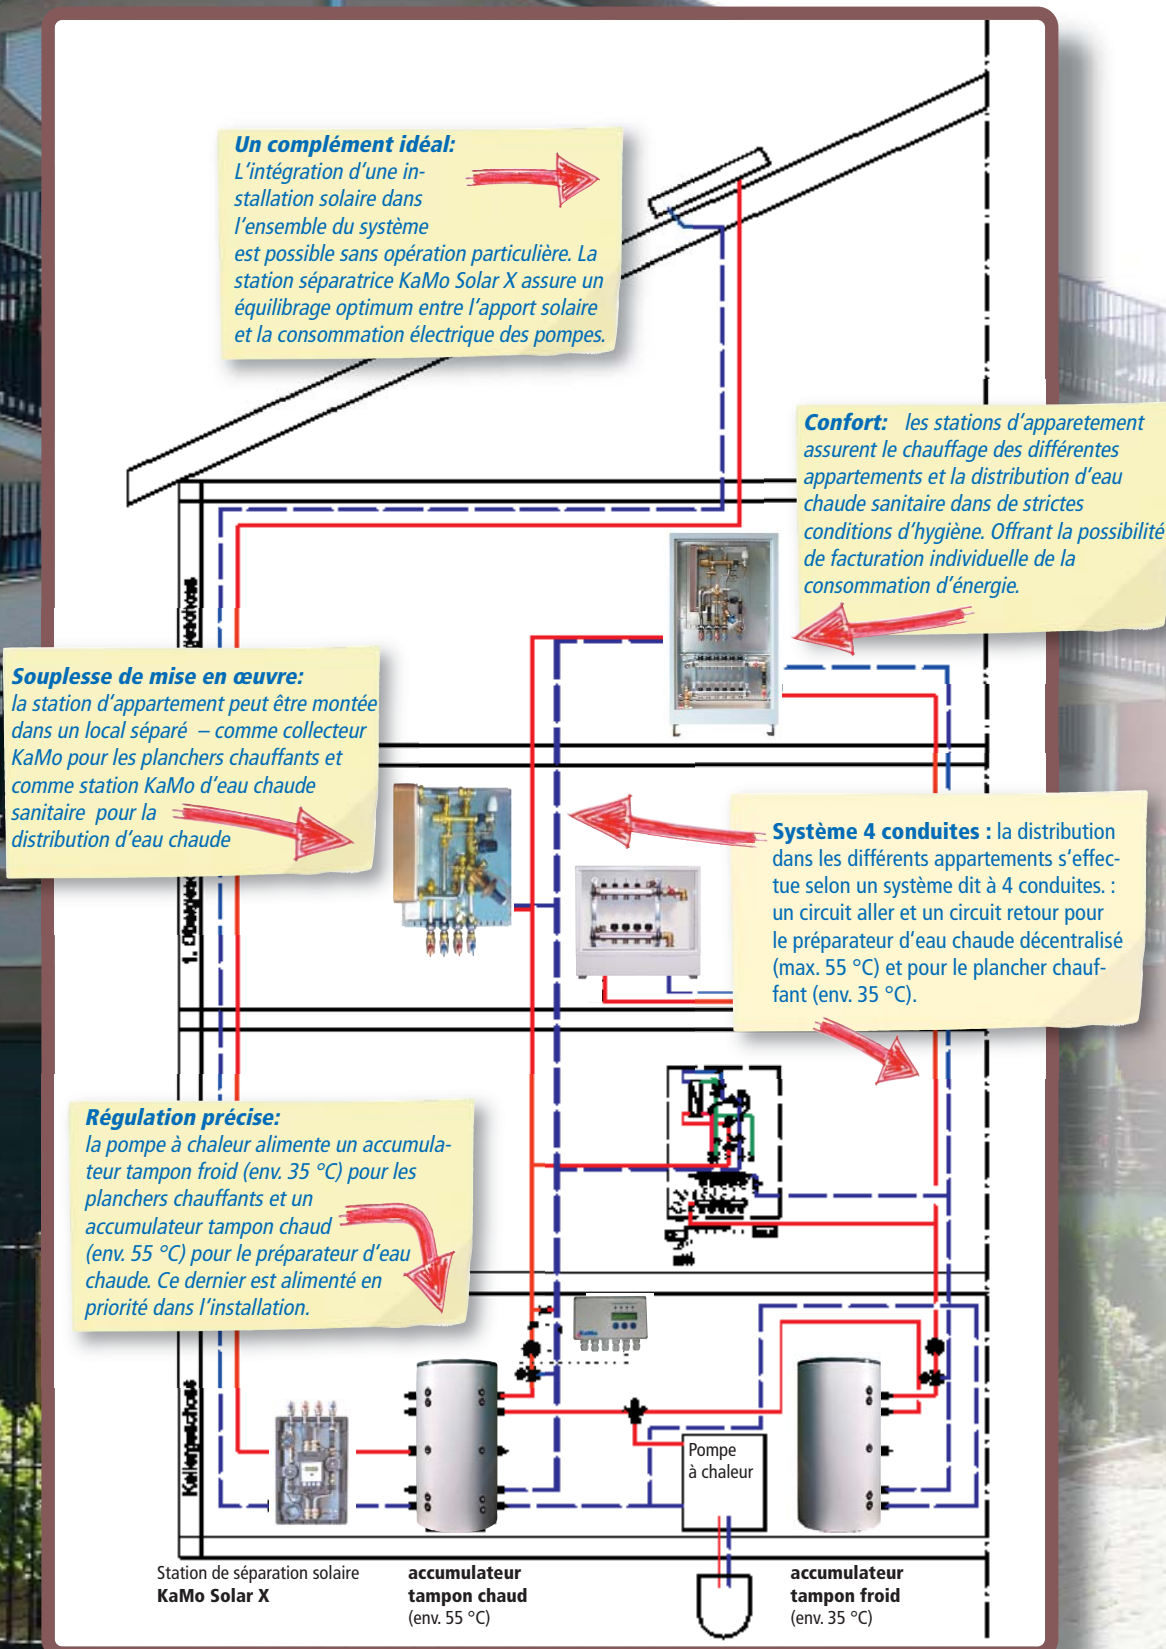 Un complément idéal:
L'intégration d'une in-
stallation solaire dans
l'ensemble du système
est possible sans opération particulière. La
station séparatrice KaMo Solar X assure un
équilibrage optimum entre l'apport solaire
et la consommation électrique des pompes.
Confort: les stations d'apparetement
assurent le chauffage des différentes
appartements et la distribution d'eau
chaude sanitaire dans de strictes
conditions d'hygiène. Offrant la possibilité
de facturation individuelle de la
consommation d'énergie.
Souplesse de mise en œuvre:
la station d'appartement peut être montée
dans un local séparé – comme collecteur
KaMo pour les planchers chauffants et
comme station KaMo d'eau chaude
sanitaire pour la
distribution d'eau chaude
Système 4 conduites : la distribution
dans les différents appartements s'effec-
tue selon un système dit à 4 conduites. :
un circuit aller et un circuit retour pour
le préparateur d'eau chaude décentralisé
(max. 55 °C) et pour le plancher chauf-
fant (env. 35 °C).
1.
Régulation précise:
la pompe à chaleur alimente un accumula-
teur tampon froid (env. 35 °C) pour les
planchers chauffants et un
accumulateur tampon chaud
(env. 55 °C) pour le préparateur d'eau
chaude. Ce dernier est alimenté en
priorité dans l'installation.
KaMo
Kellergeschoss
Pompe
à chaleur
Station de séparation solaire
KaMo Solar X
accumulateur
tampon chaud
(env. 55 °C)
accumulateur
tampon froid
(env. 35 °C)